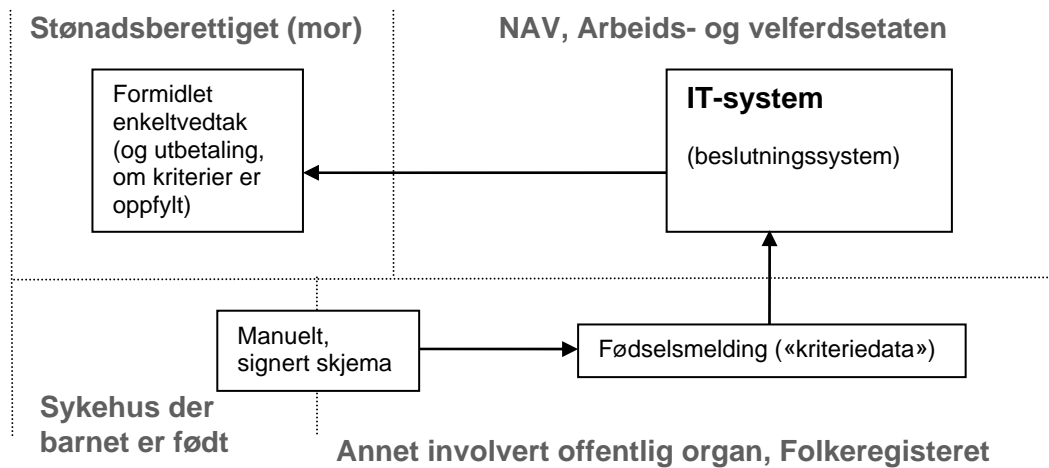 Stønadsberettiget (mor)
NAV, Arbeids- og velferdsetaten
Formidlet
enkeltvedtak
(og utbetaling,
om kriterier er
oppfylt)
IT-system
(beslutningssystem)
Manuelt,
signert skjema
Fødselsmelding («kriteriedata»)
Sykehus der
barnet er født
Annet involvert offentlig organ, Folkeregisteret